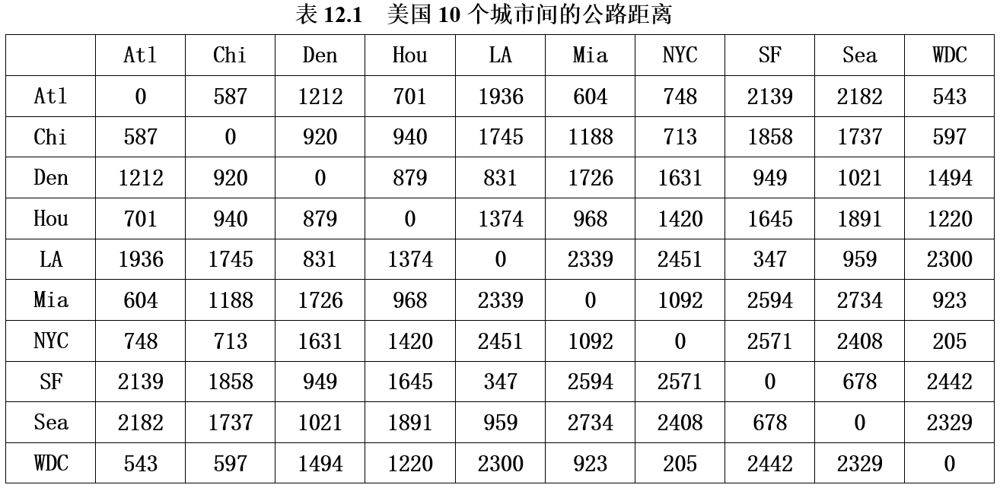 表 12.1 美国 10 个城市间的公路距离
Atl Chi Den Hou LA Mia NYC SF Sea WDC
Atl 0 587 1212 701 1936 604 748 2139 2182 543
Chi 587 0 920 940 1745 1188 713 1858 1737 597
Den 1212 920 0 879 831 1726 1631 949 1021 1494
Hou 701 940 879 0 1374 968 1420 1645 1891 1220
LA 1936 1745 831 1374 0 2339 2451 347 959 2300
Mia 604 1188 1726 968 2339 0 1092 2594 2734 923
NYC 748 713 1631 1420 2451 1092 0 2571 2408 205
SF 2139 1858 949 1645 347 2594 2571 0 678 2442
Sea 2182 1737 1021 1891 959 2734 2408 678 0 2329
WDC 543 597 1494 1220 2300 923 205 2442 2329 0